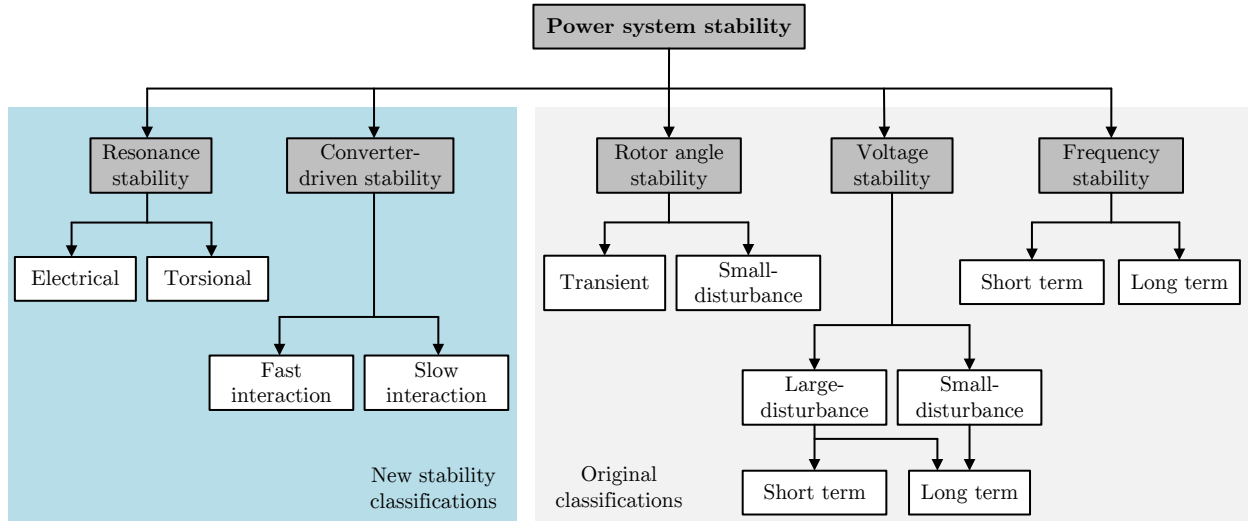 Power system stability
Resonance
stability
Converter-
driven stability
Rotor angle
stability
Voltage
stability
Frequency
stability
Electrical
Torsional
Transient
Small-
disturbance
Short term
Long term
Fast
interaction
Slow
interaction
Large-
disturbance
Small-
disturbance
New stability
classifications
Original
classifications
Short term
Long term